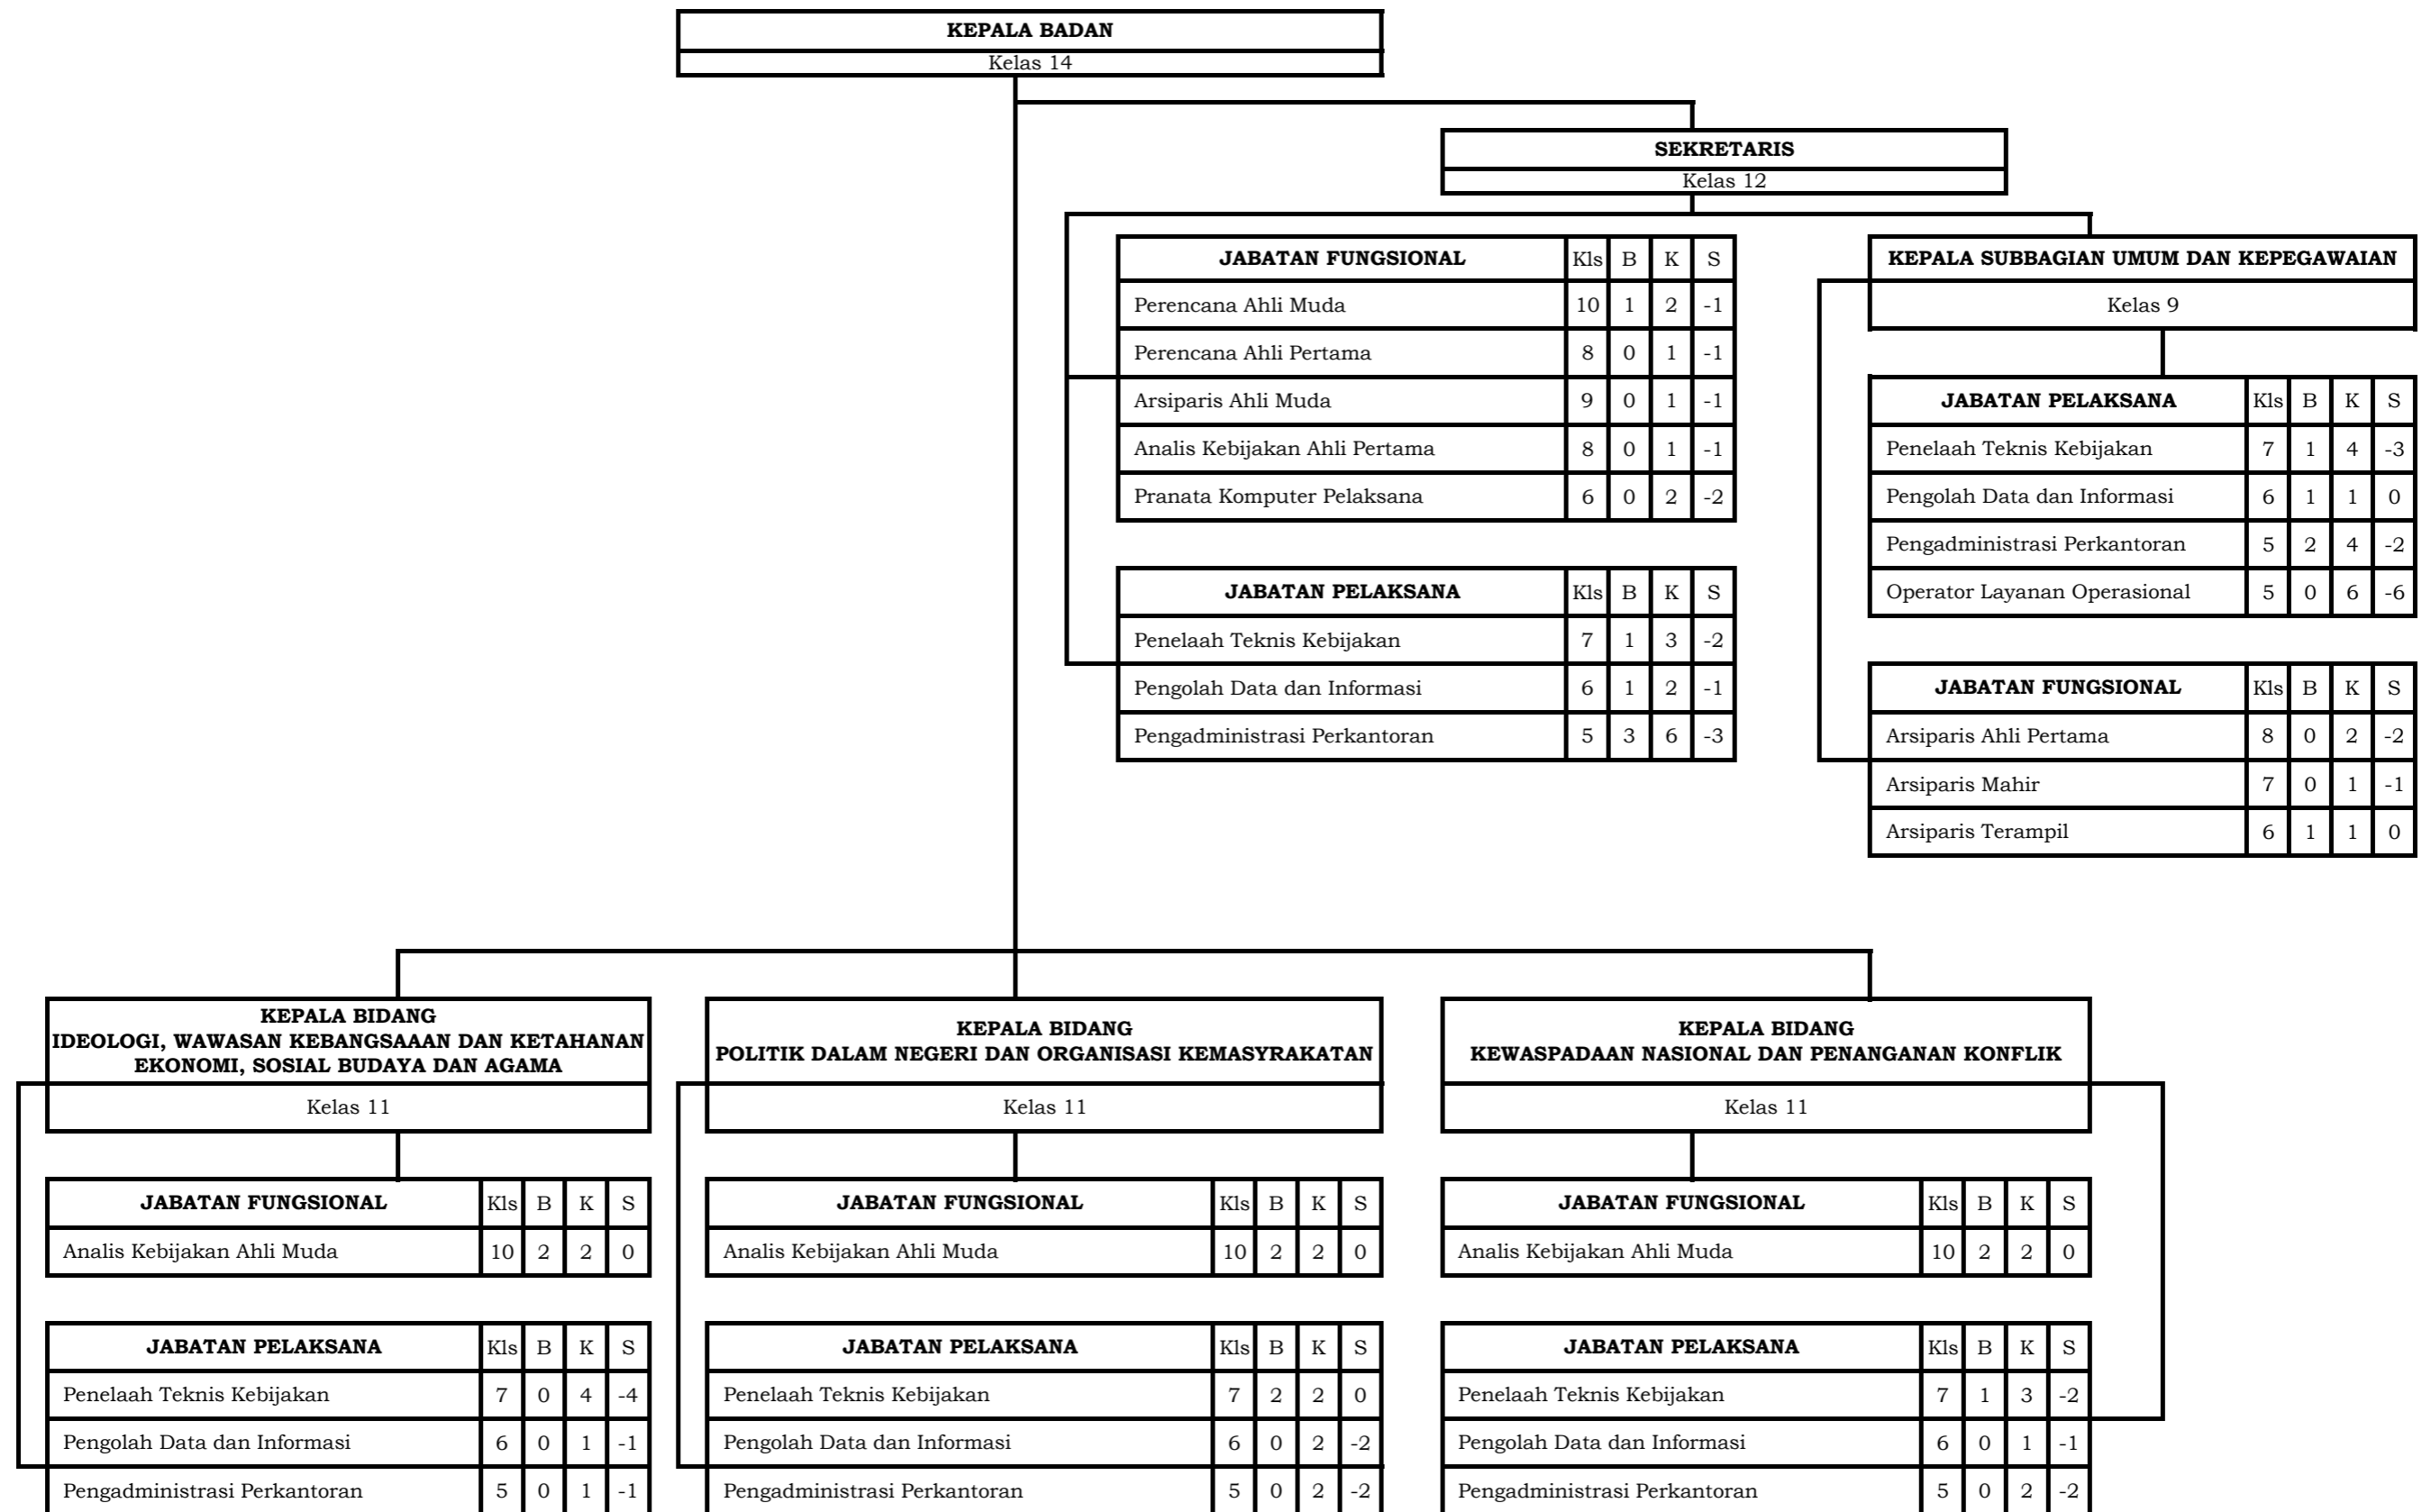 KEPALA BADAN
Kelas 14
SEKRETARIS
Kelas 12
JABATAN FUNGSIONAL Kls B K S
Perencana Ahli Muda 10 1 2 -1
Perencana Ahli Pertama 8 0 1 -1
Arsiparis Ahli Muda 9 0 1 -1
Analis Kebijakan Ahli Pertama 8 0 1 -1
Pranata Komputer Pelaksana 6 0 2 -2
JABATAN PELAKSANA Kls B K S
Penelaah Teknis Kebijakan 7 1 3 -2
Pengolah Data dan Informasi 6 1 2 -1
Pengadministrasi Perkantoran 5 3 6 -3
KEPALA SUBBAGIAN UMUM DAN KEPEGAWAIAN
Kelas 9
JABATAN PELAKSANA Kls B K S
Penelaah Teknis Kebijakan 7 1 4 -3
Pengolah Data dan Informasi 6 1 1 0
Pengadministrasi Perkantoran 5 2 4 -2
Operator Layanan Operasional 5 0 6 -6
JABATAN FUNGSIONAL Kls B K S
Arsiparis Ahli Pertama 8 0 2 -2
Arsiparis Mahir 7 0 1 -1
Arsiparis Terampil 6 1 1 0
KEPALA BIDANG
IDEOLOGI, WAWASAN KEBANGSAAAN DAN KETAHANAN
EKONOMI, SOSIAL BUDAYA DAN AGAMA
Kelas 11
JABATAN FUNGSIONAL Kls B K S
Analis Kebijakan Ahli Muda 10 2 2 0
JABATAN PELAKSANA Kls B K S
Penelaah Teknis Kebijakan 7 0 4 -4
Pengolah Data dan Informasi 6 0 1 -1
Pengadministrasi Perkantoran 5 0 1 -1
KEPALA BIDANG
POLITIK DALAM NEGERI DAN ORGANISASI KEMASYRAKATAN
Kelas 11
JABATAN FUNGSIONAL Kls B K S
Analis Kebijakan Ahli Muda 10 2 2 0
JABATAN PELAKSANA Kls B K S
Penelaah Teknis Kebijakan 7 2 2 0
Pengolah Data dan Informasi 6 0 2 -2
Pengadministrasi Perkantoran 5 0 2 -2
KEPALA BIDANG
KEWASPADAAN NASIONAL DAN PENANGANAN KONFLIK
Kelas 11
JABATAN FUNGSIONAL Kls B K S
Analis Kebijakan Ahli Muda 10 2 2 0
JABATAN PELAKSANA Kls B K S
Penelaah Teknis Kebijakan 7 1 3 -2
Pengolah Data dan Informasi 6 0 1 -1
Pengadministrasi Perkantoran 5 0 2 -2